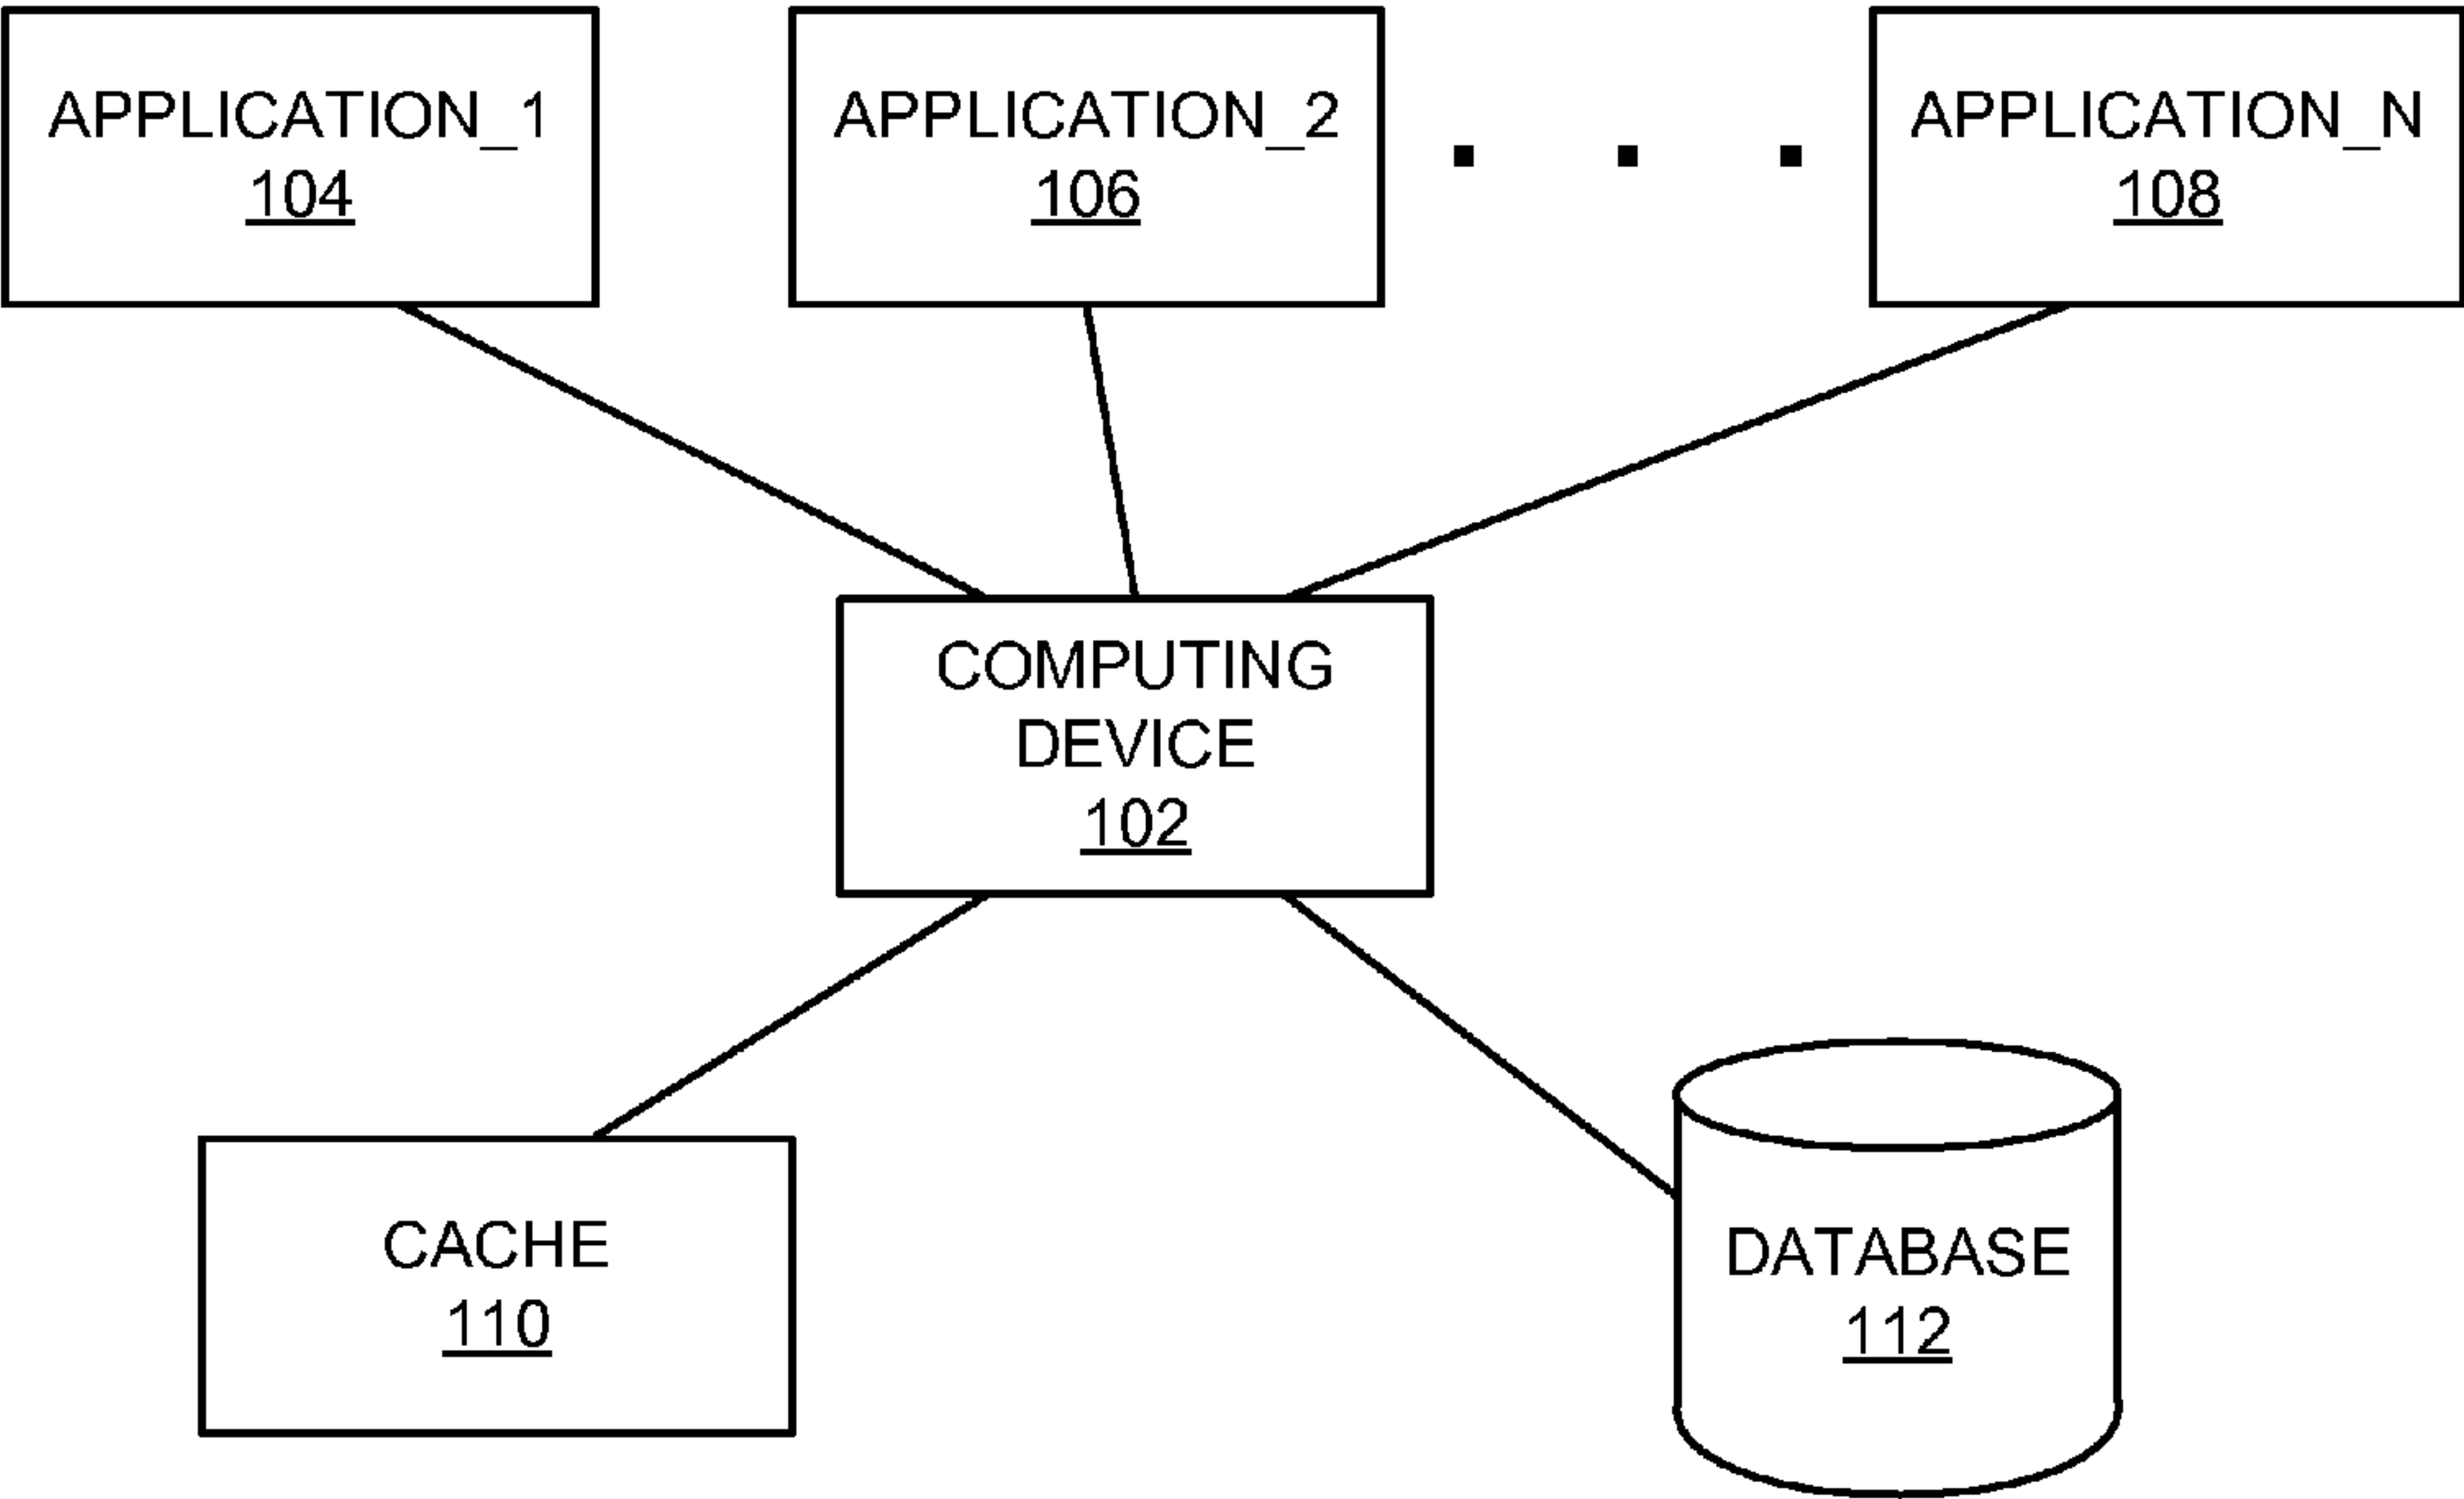 APPLICATION_1
104
APPLICATION_2
106
APPLICATION_N
108
COMPUTING
DEVICE
102
CACHE
110
DATABASE
112